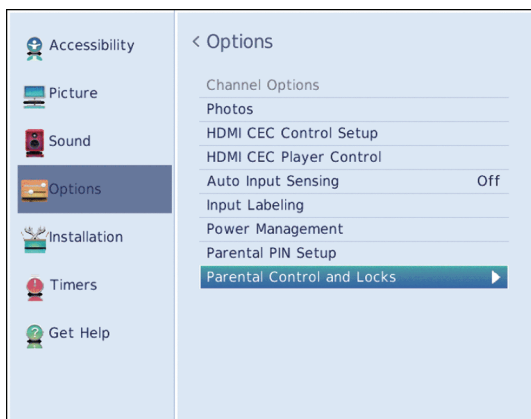 Accessibility
Picture
Sound
Options
Installation
Timers
Get Help
< Options
Channel Options
Photos
HDMI CEC Control Setup
HDMI CEC Player Control
Auto Input Sensing Off
Input Labeling
Power Management
Parental PIN Setup
Parental Control and Locks